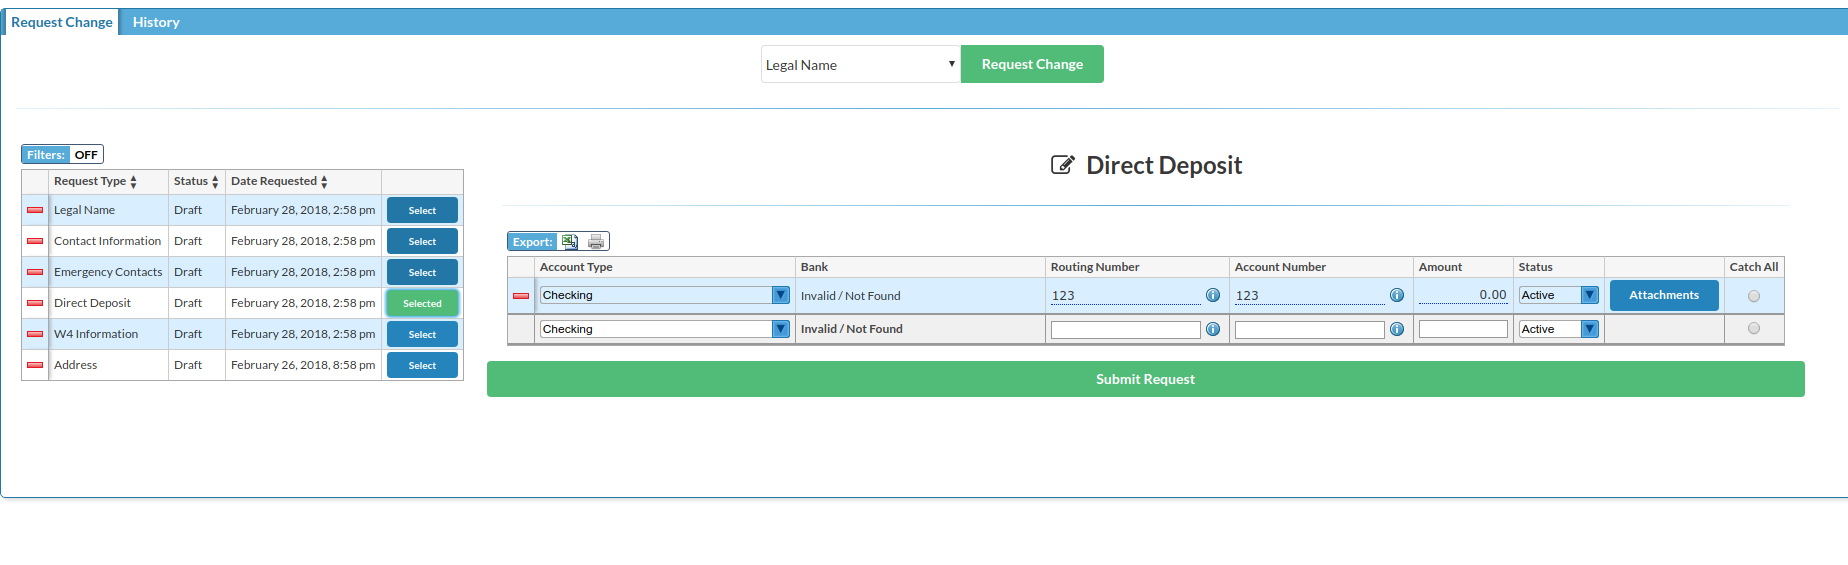 Request Change History
Legal Name Request Change
Filters: OFF
Request Type Status Date Requested
Legal Name Draft February 28, 2018, 2:58 pm Select
Contact Information Draft February 28, 2018, 2:58 pm Select
Emergency Contacts Draft February 28, 2018, 2:58 pm Select
Direct Deposit Draft February 28, 2018, 2:58 pm Selected
W4 Information Draft February 28, 2018, 2:58 pm Select
Address Draft February 26, 2018, 8:58 pm Select
Direct Deposit
Export:
Account Type Bank Routing Number Account Number Amount Status Catch All
Checking Invalid / Not Found 123 123 0.00 Active Attachments
Checking Invalid / Not Found Active
Submit Request